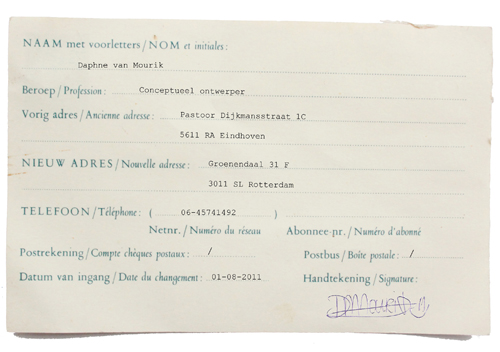 NAAM met voorletters / NOM et initiales:
Daphne van Mourik
Beroep / Profession: Conceptueel ontwerper
Vorig adres / Ancienne adresse: Pastoor Dijkmansstraat 1C
5611 RA Eindhoven
NIEUW ADRES / Nouvelle adresse: Groenendaal 31 F
3011 SL Rotterdam
TELEFOON / Téléphone: ( 06-45741492 )
Netnr. / Numéro du réseau Abonnee-nr. / Numéro d'abonné
Postrekening / Compte chèques postaux: / Postbus / Boîte postale: /
Datum van ingang / Date du changement: 01-08-2011 Handtekening / Signature: